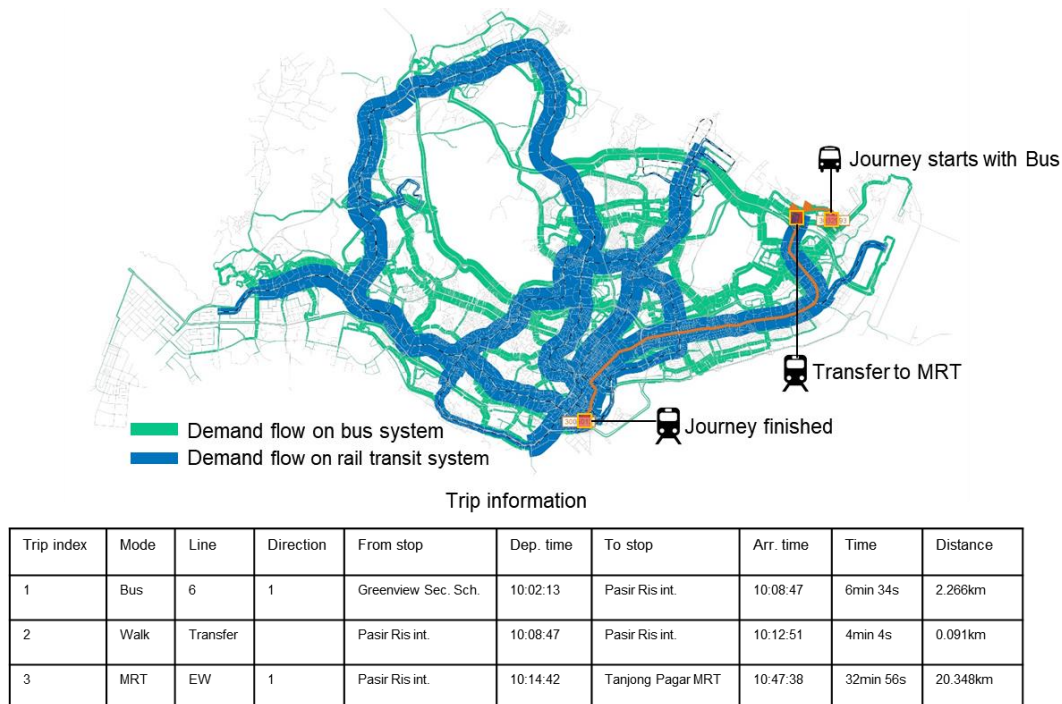 Journey starts with Bus
Transfer to MRT
Journey finished
Demand flow on bus system
Demand flow on rail transit system
Trip information
Trip index Mode Line Direction From stop Dep. time To stop Arr. time Time Distance
1 Bus 6 1 Greenview Sec. Sch. 10:02:13 Pasir Ris int. 10:08:47 6min 34s 2.266km
2 Walk Transfer Pasir Ris int. 10:08:47 Pasir Ris int. 10:12:51 4min 4s 0.091km
3 MRT EW 1 Pasir Ris int. 10:14:42 Tanjong Pagar MRT 10:47:38 32min 56s 20.348km